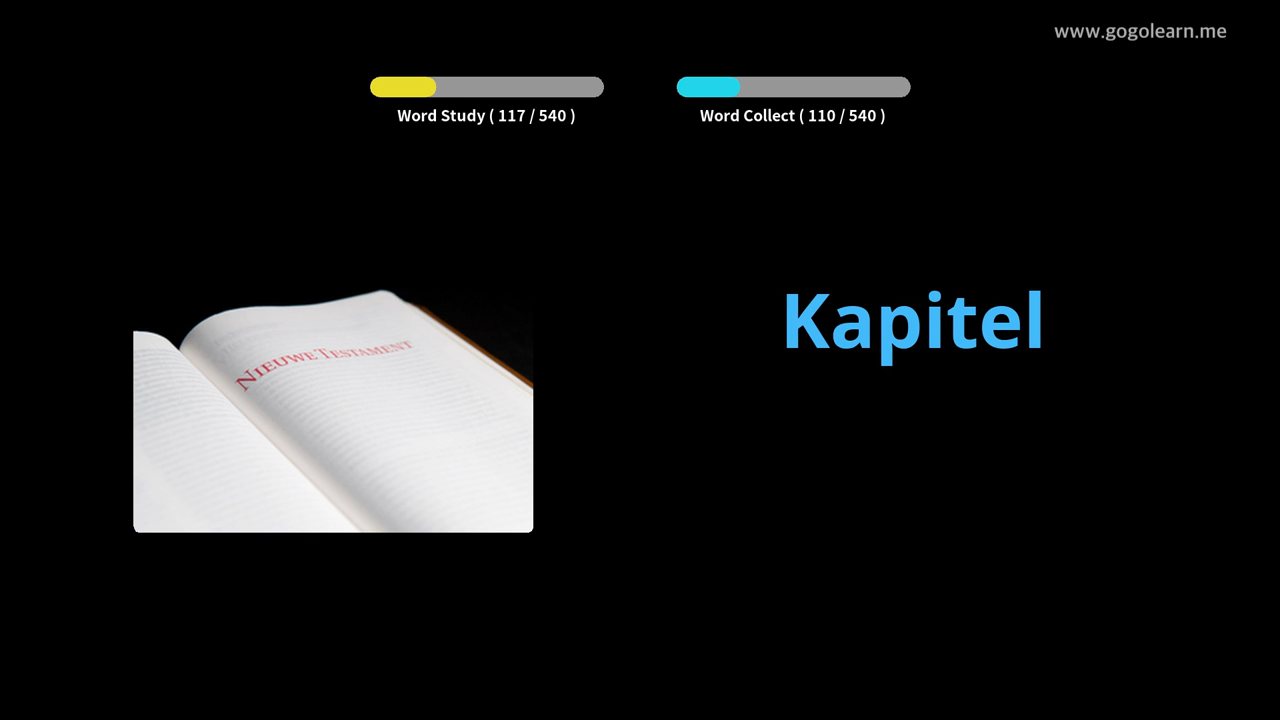 www.gogolearn.me
Word Study ( 117 / 540 )
Word Collect ( 110 / 540 )
Kapitel
NIEUWE TESTAMENT